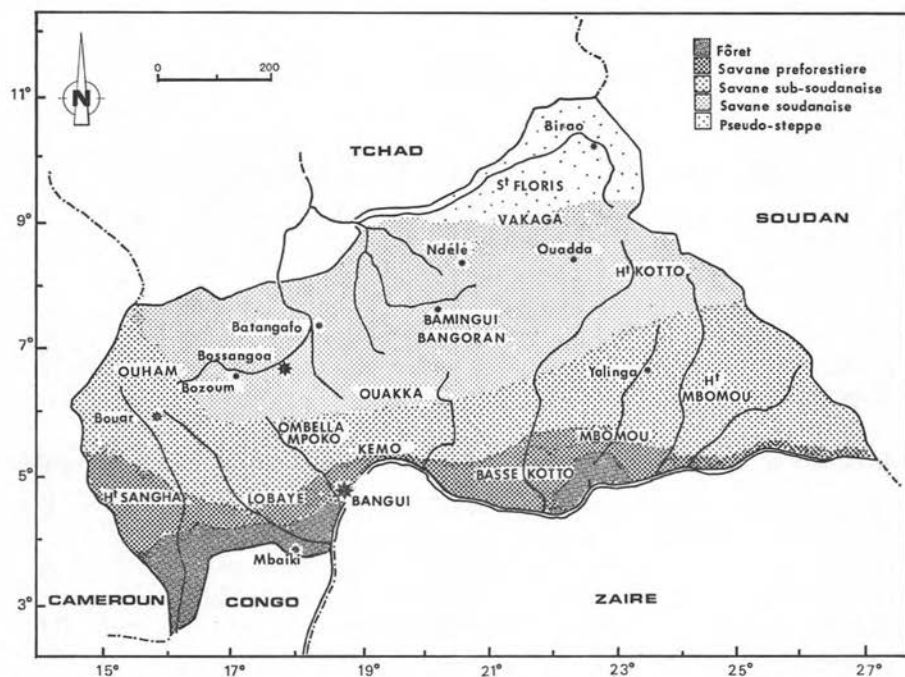 Fôret
Savane preforestiere
Savane sub-soudanaise
Savane soudanaise
Pseudo-steppe
0 200
N
11°
9°
7°
5°
3°
TCHAD
Birao
St FLORIS
VAKAGA
SOUDAN
Ndélé
Ouadda
Ht KOTTO
BAMINGUI
BANGORAN
Batangafo
Bossangoa
OUHAM
Bozoum
Yalinga
Ht
MBOMOU
OUAKKA
Bouar
OMBELLA
MPOKO
KEMO
MBOMOU
BASSE KOTTO
Ht SANGHA
LOBAYE
BANGUI
Mbaiki
CAMEROUN
CONGO
ZAIRE
15° 17° 19° 21° 23° 25° 27°